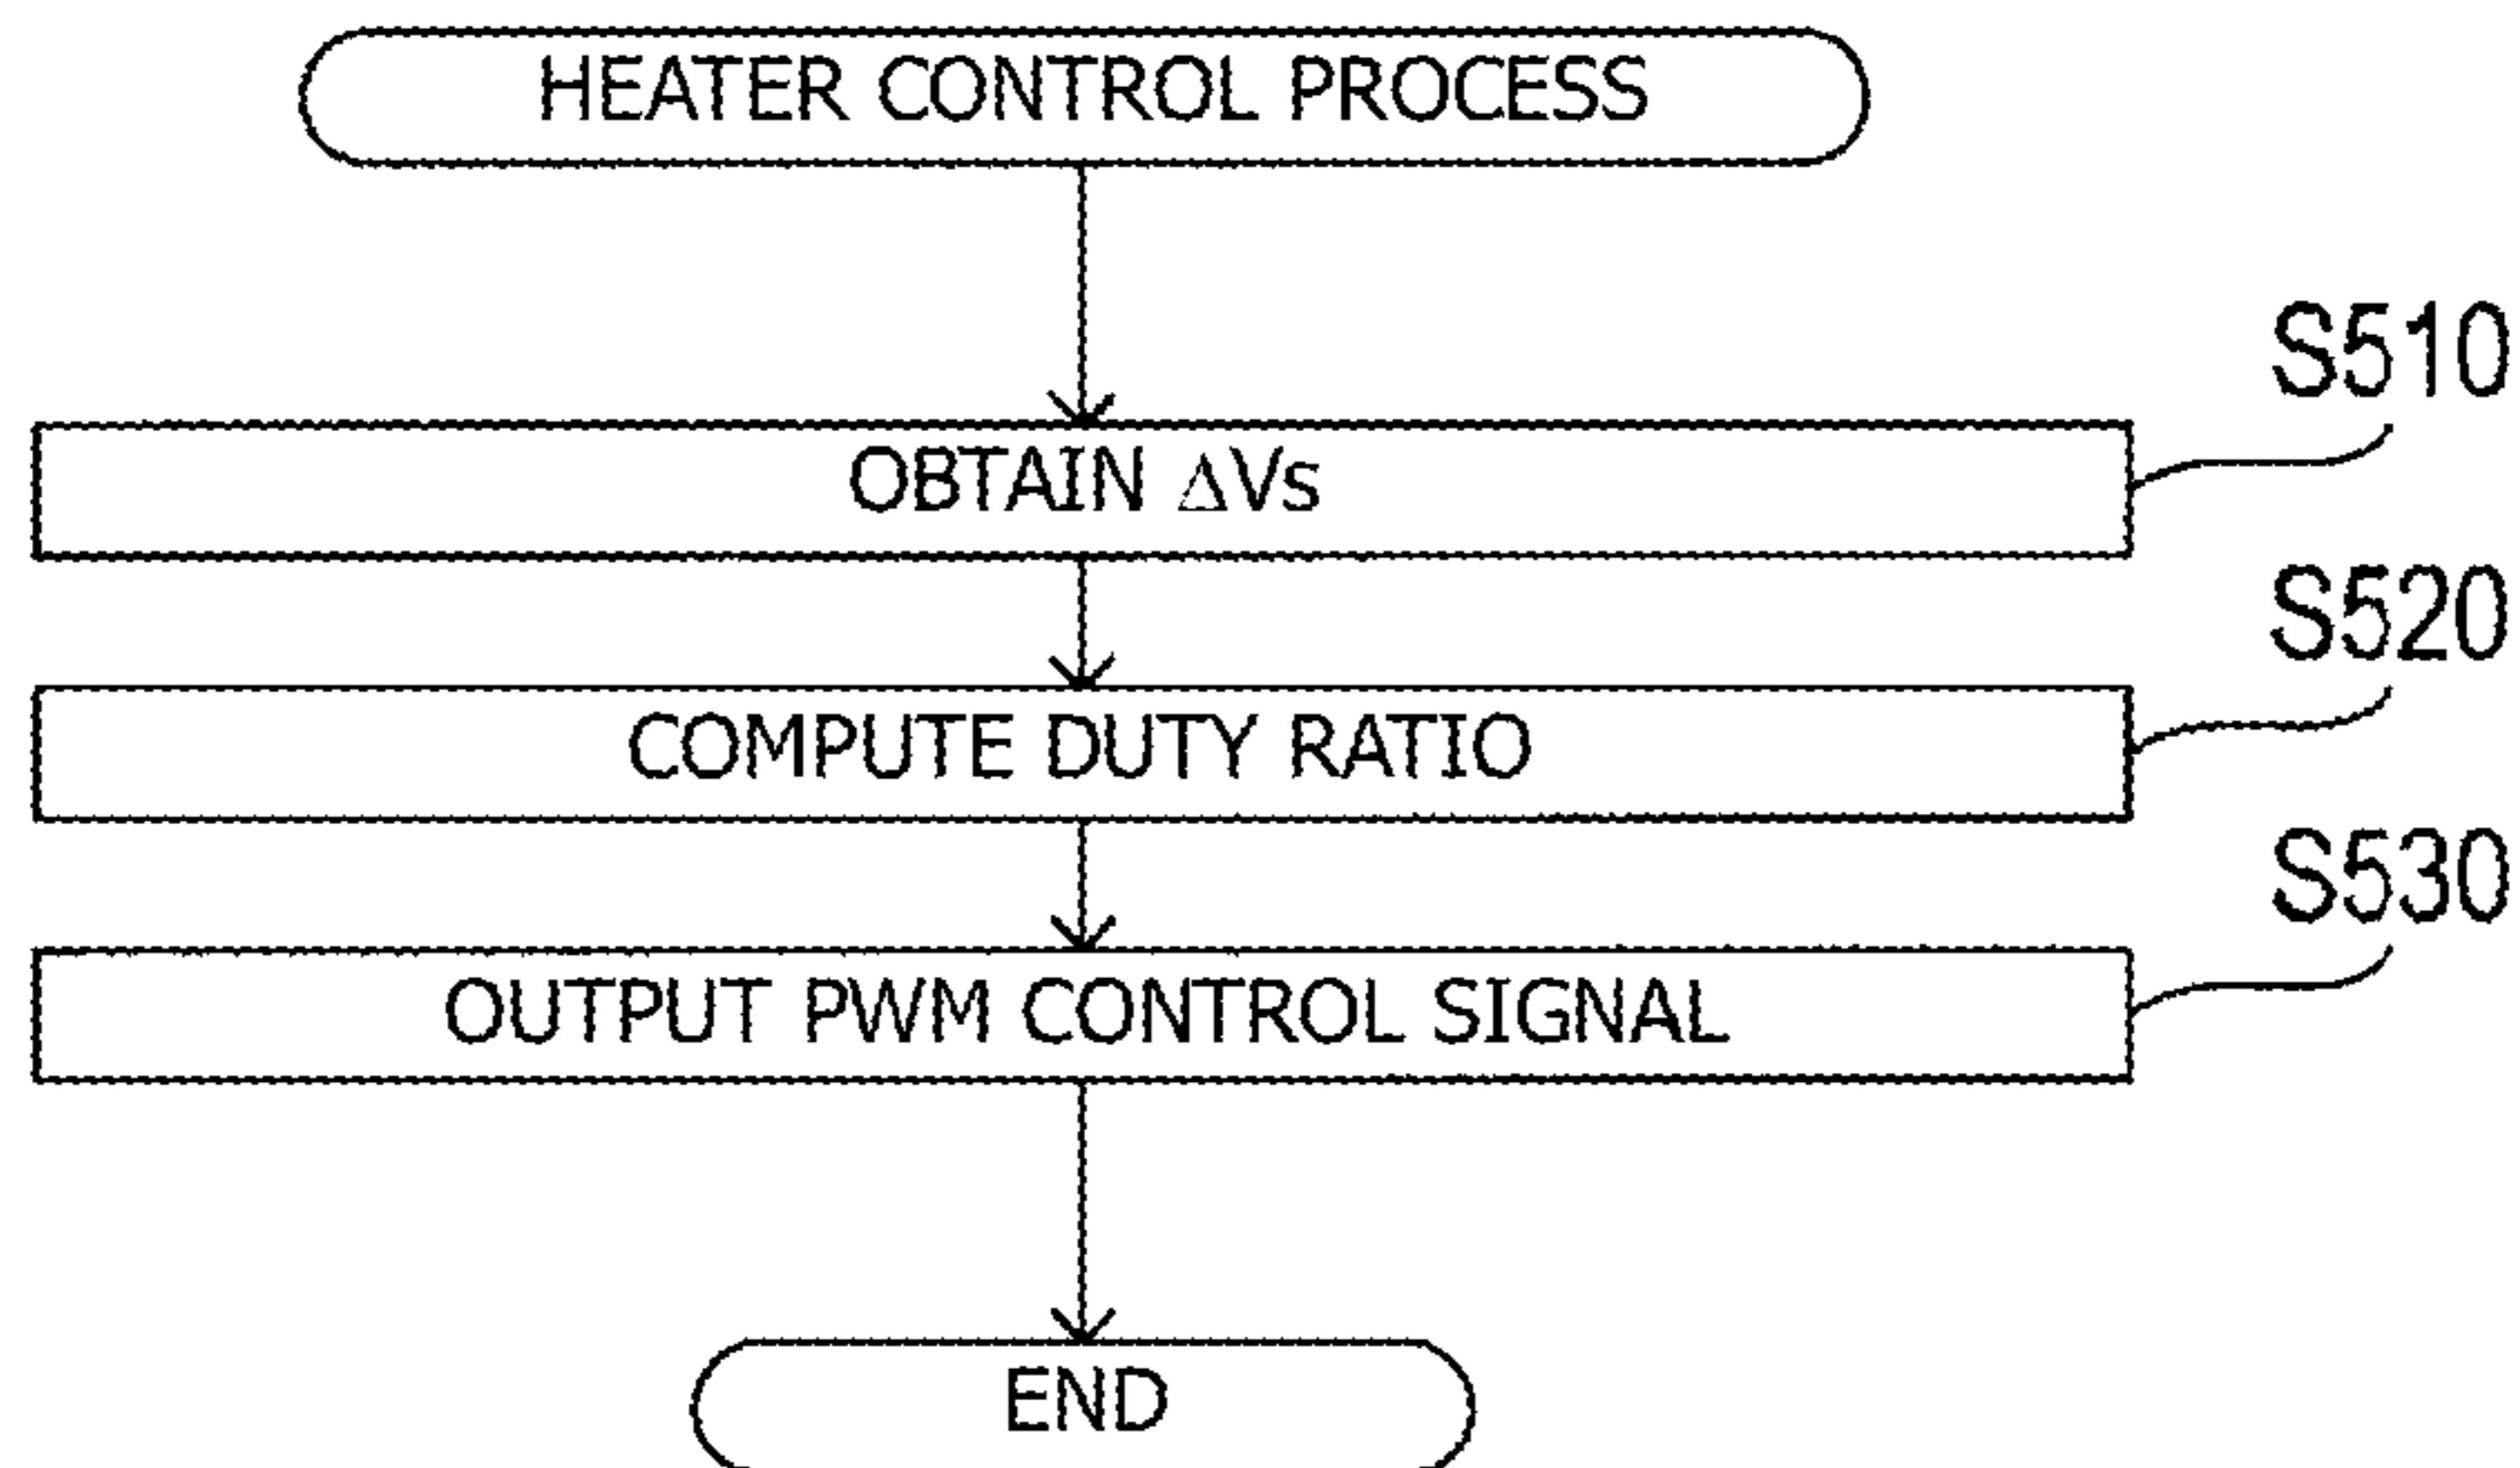 HEATER CONTROL PROCESS
S510
OBTAIN ΔVs
S520
COMPUTE DUTY RATIO
S530
OUTPUT PWM CONTROL SIGNAL
END